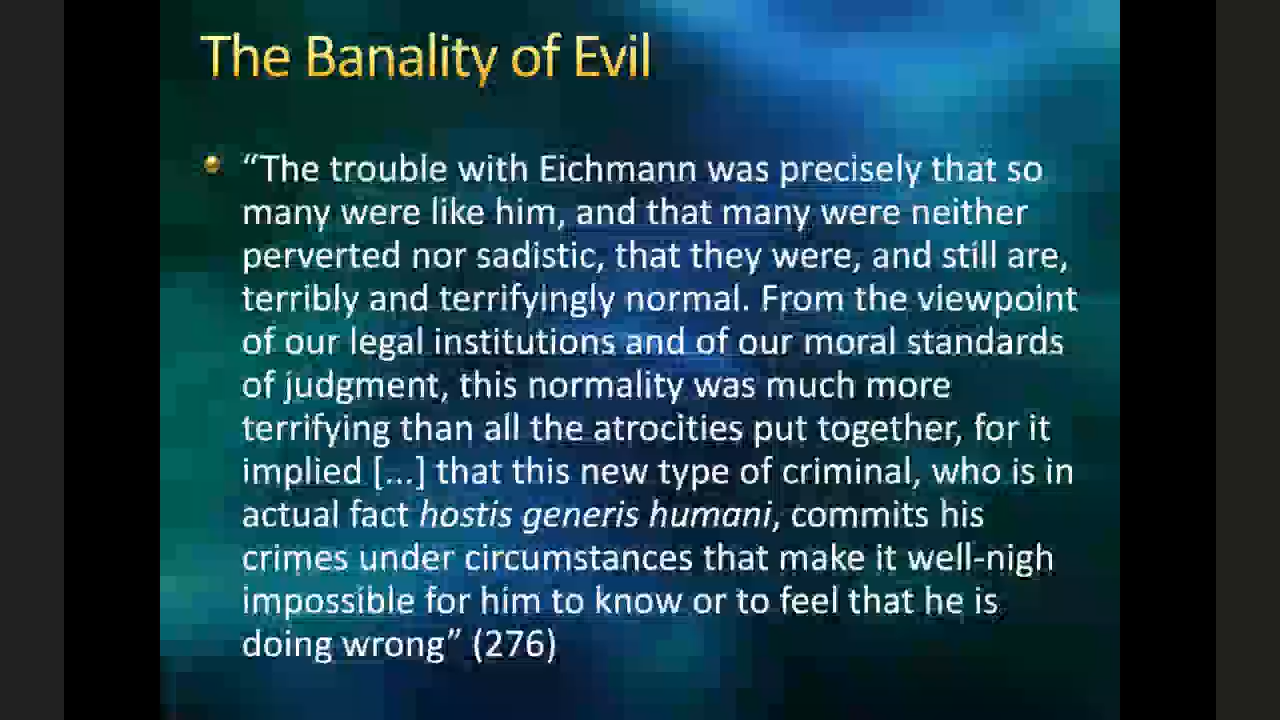 The Banality of Evil
“The trouble with Eichmann was precisely that so
many were like him, and that many were neither
perverted nor sadistic, that they were, and still are,
terribly and terrifyingly normal. From the viewpoint
of our legal institutions and of our moral standards
of judgment, this normality was much more
terrifying than all the atrocities put together, for it
implied [...] that this new type of criminal, who is in
actual fact hostis generis humani, commits his
crimes under circumstances that make it well-nigh
impossible for him to know or to feel that he is
doing wrong” (276)